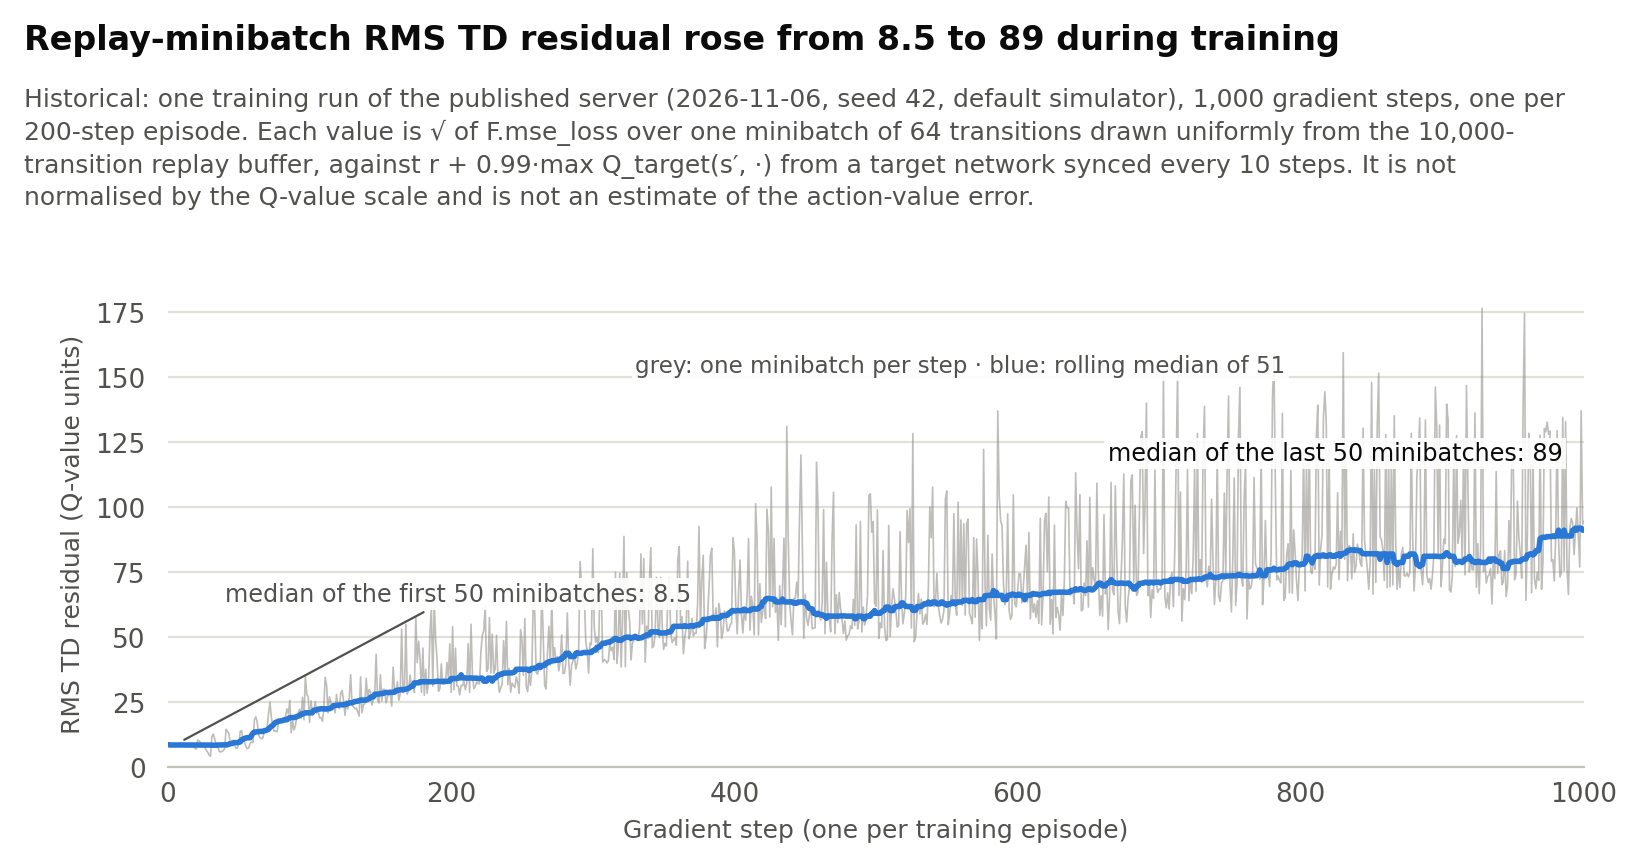 Replay-minibatch RMS TD residual rose from 8.5 to 89 during training
Historical: one training run of the published server (2026-11-06, seed 42, default simulator), 1,000 gradient steps, one per
200-step episode. Each value is √ of F.mse_loss over one minibatch of 64 transitions drawn uniformly from the 10,000-
transition replay buffer, against r + 0.99·max Q_target(s′, ·) from a target network synced every 10 steps. It is not
normalised by the Q-value scale and is not an estimate of the action-value error.
RMS TD residual (Q-value units)
175
150
125
100
75
50
25
0
grey: one minibatch per step · blue: rolling median of 51
median of the last 50 minibatches: 89
median of the first 50 minibatches: 8.5
0
200
400
600
800
1000
Gradient step (one per training episode)